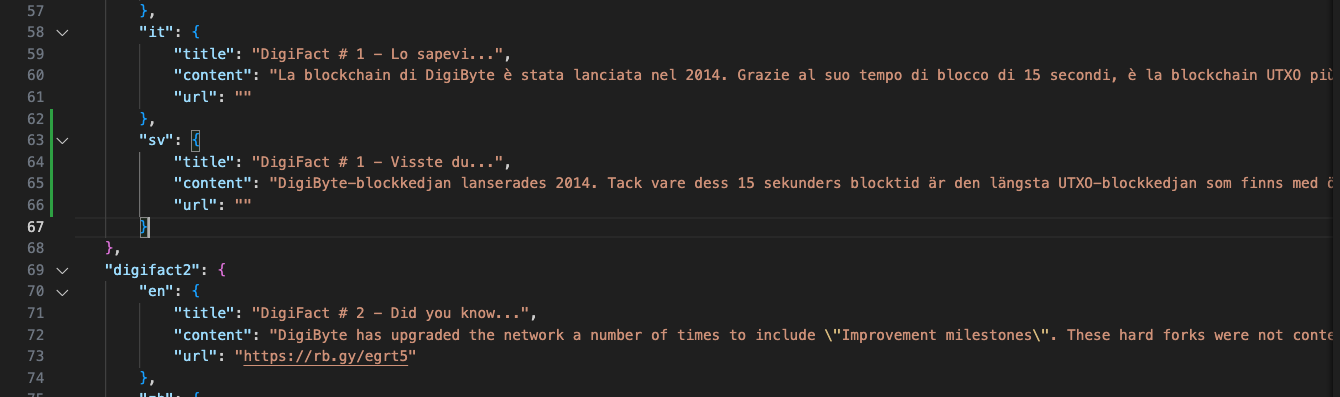 57 },
58 "it": {
59 "title": "DigiFact # 1 - Lo sapevi...",
60 "content": "La blockchain di DigiByte è stata lanciata nel 2014. Grazie al suo tempo di blocco di 15 secondi, è la blockchain UTXO più
61 "url": ""
62 },
63 "sv": {
64 "title": "DigiFact # 1 - Visste du...",
65 "content": "DigiByte-blockkedjan lanserades 2014. Tack vare dess 15 sekunders blocktid är den längsta UTXO-blockkedjan som finns med
66 "url": ""
67 }
68 },
69 "digifact2": {
70 "en": {
71 "title": "DigiFact # 2 - Did you know...",
72 "content": "DigiByte has upgraded the network a number of times to include \"Improvement milestones\". These hard forks were not conte
73 "url": "https://rb.gy/egrt5"
74 },